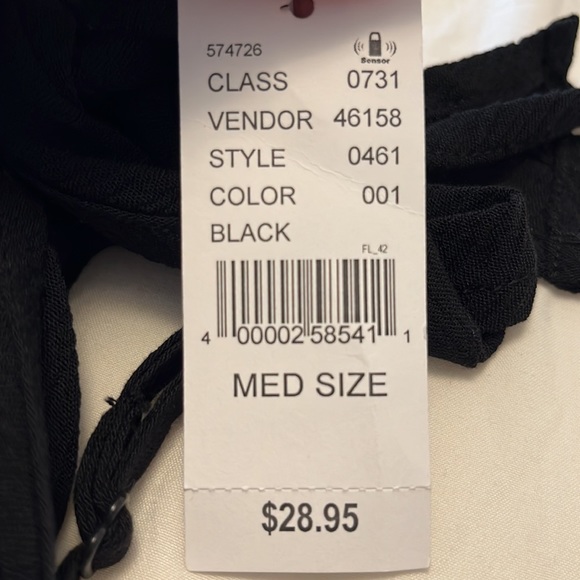 574726
Sensor
CLASS 0731
VENDOR 46158
STYLE 0461
COLOR 001
BLACK
FL_42
4 00002 58541 1
MED SIZE
$28.95